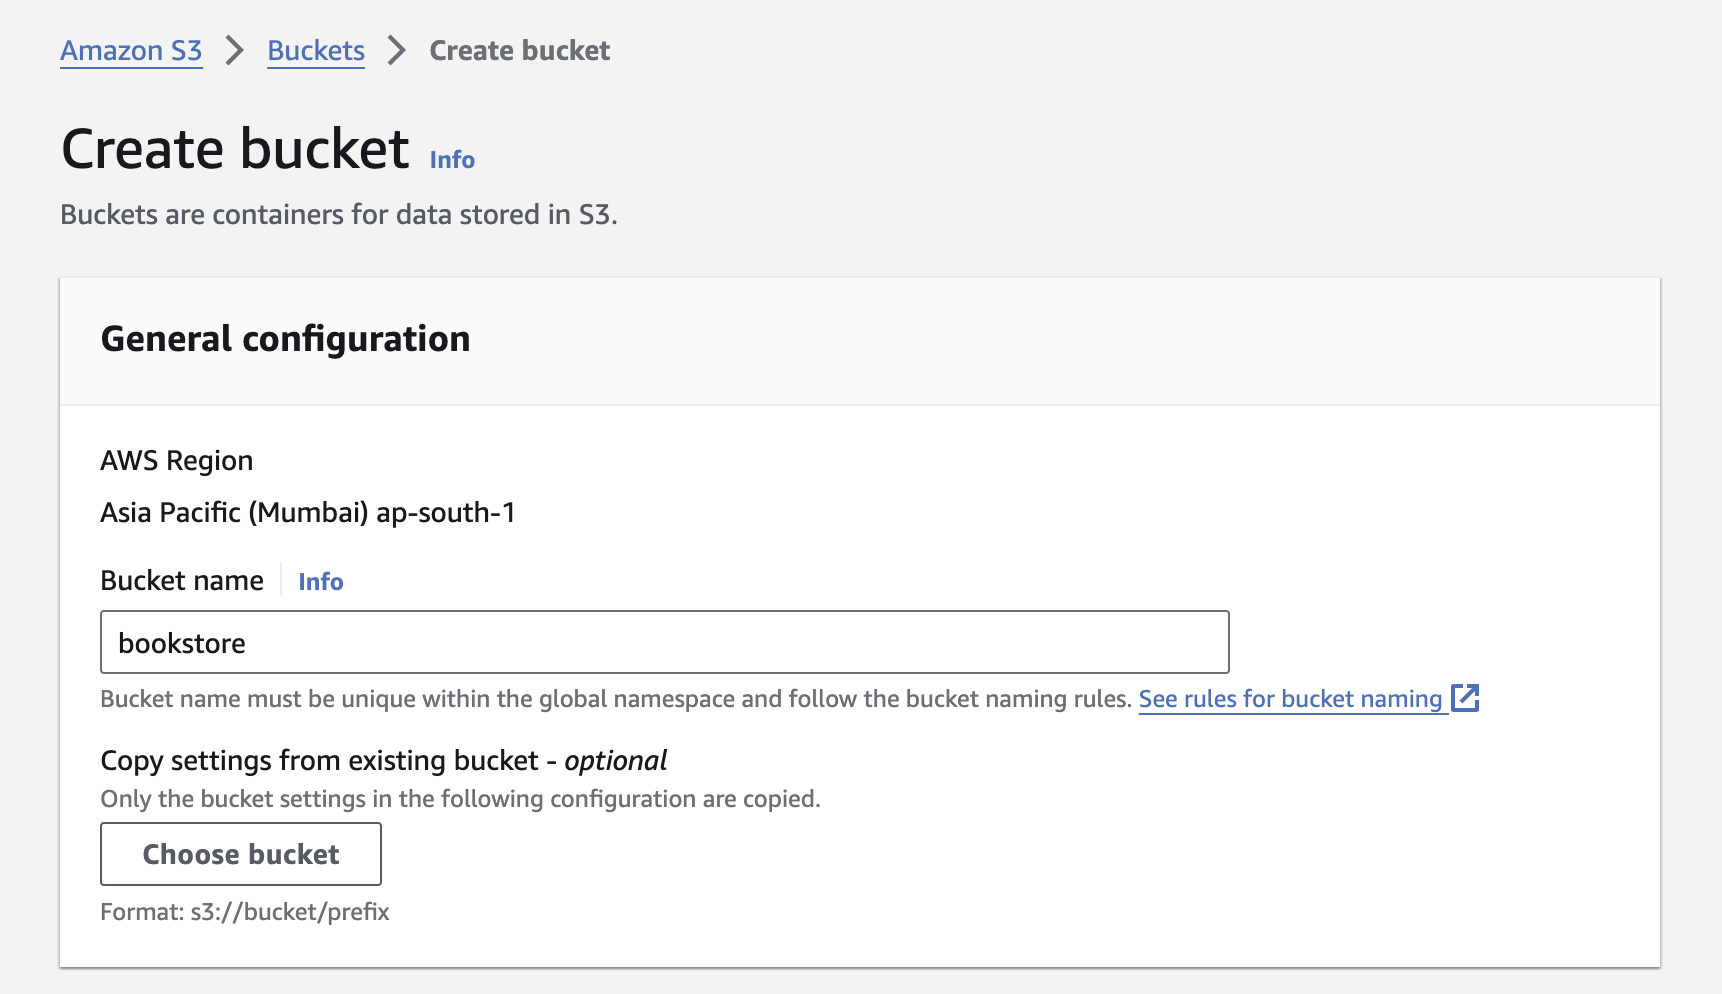 Amazon S3 > Buckets > Create bucket
Create bucket Info
Buckets are containers for data stored in S3.
General configuration
AWS Region
Asia Pacific (Mumbai) ap-south-1
Bucket name Info
bookstore
Bucket name must be unique within the global namespace and follow the bucket naming rules. See rules for bucket naming
Copy settings from existing bucket - optional
Only the bucket settings in the following configuration are copied.
Choose bucket
Format: s3://bucket/prefix